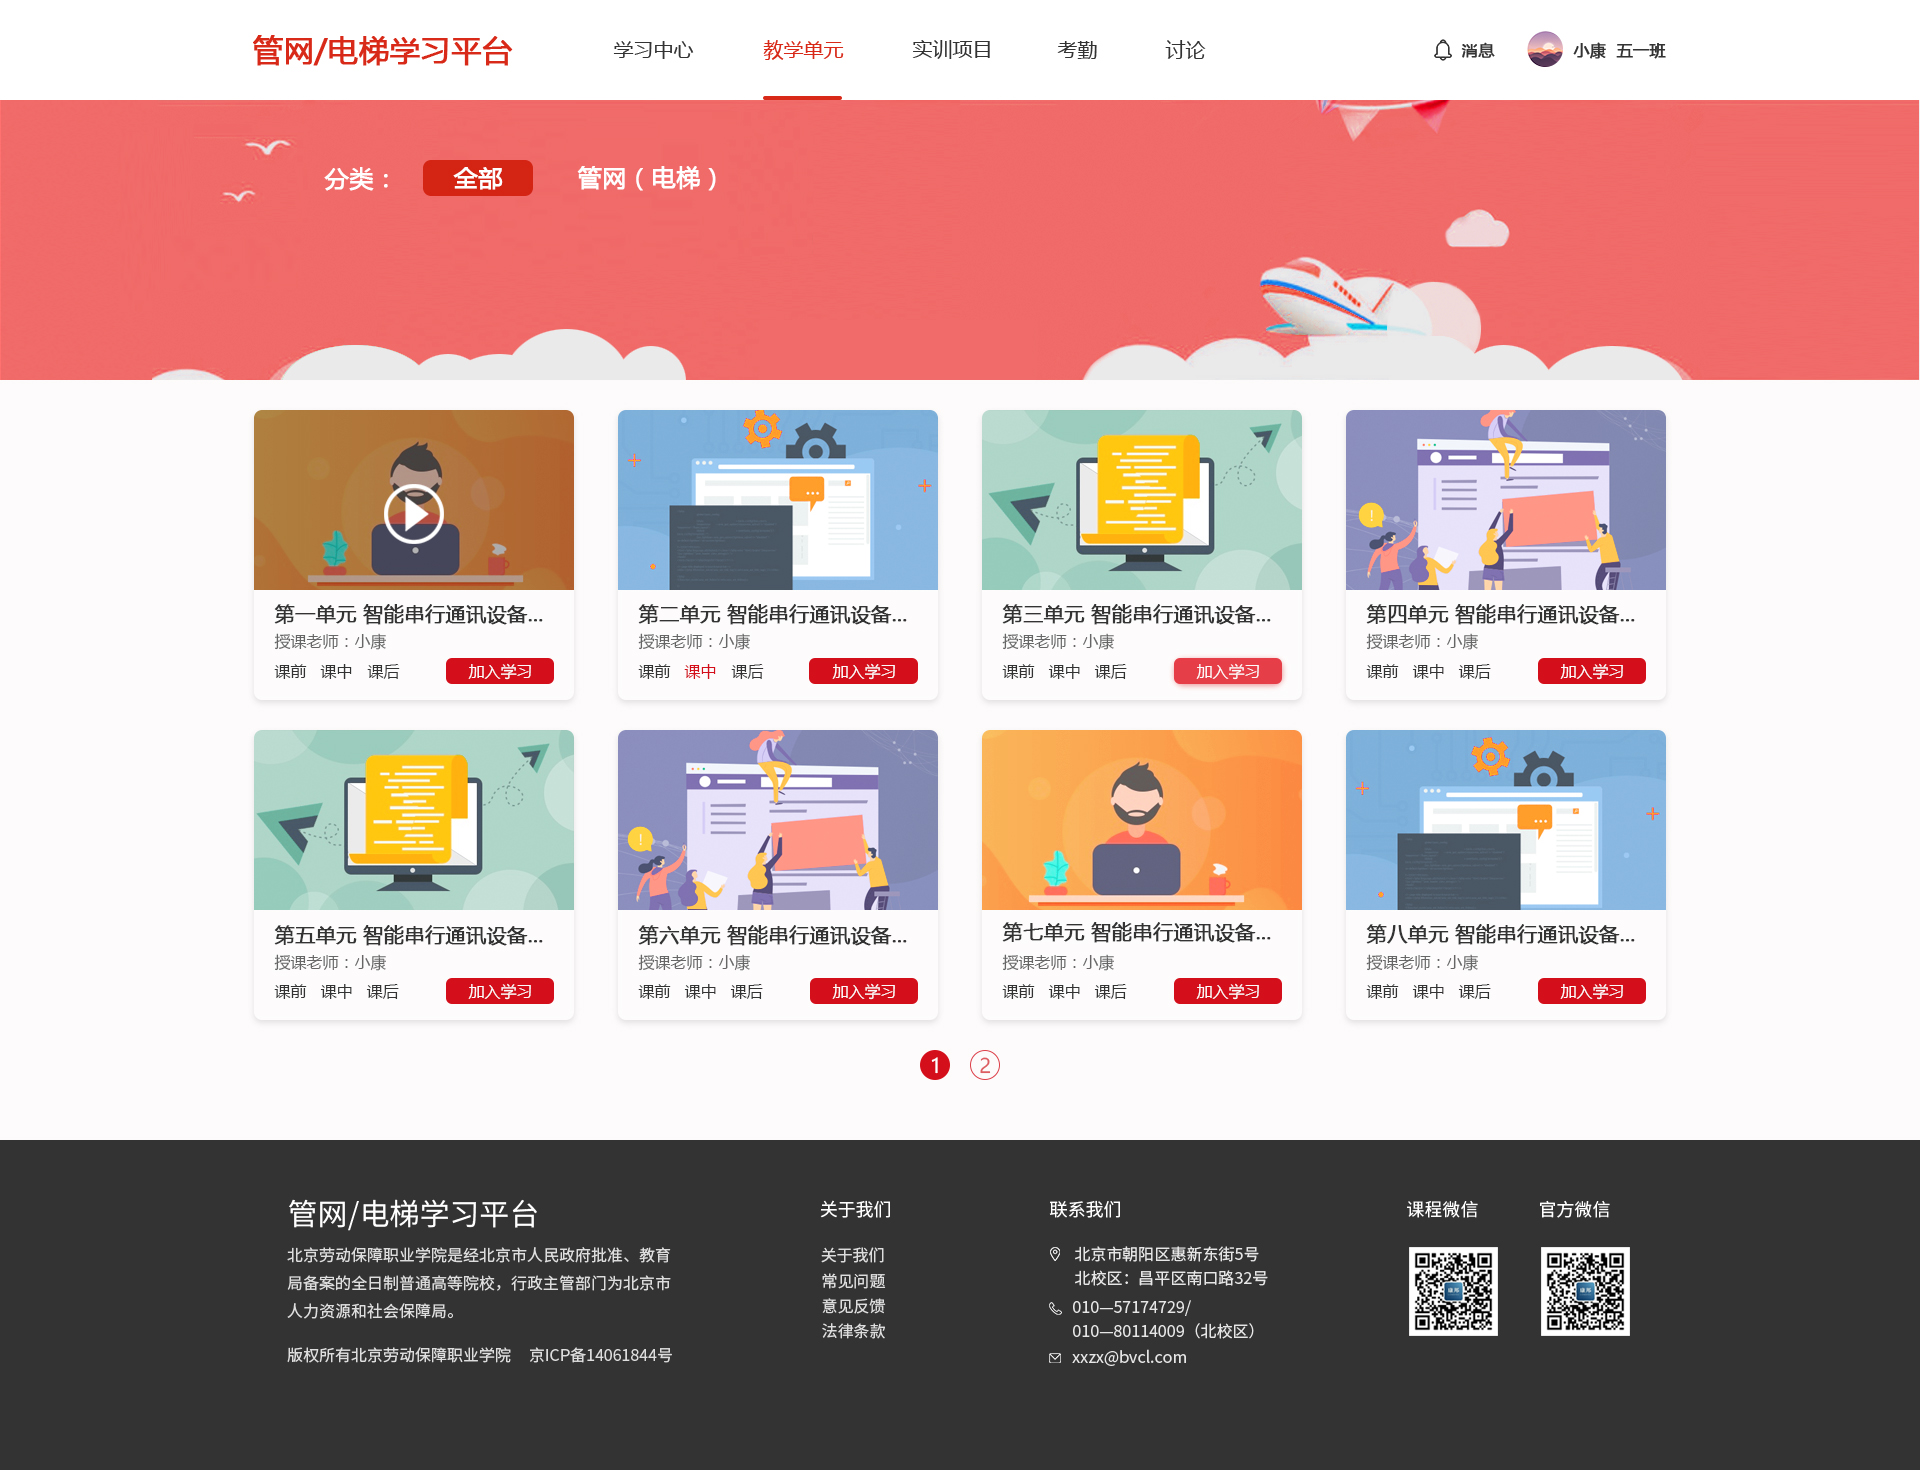 管网/电梯学习平台
学习中心 教学单元 实训项目 考勤 讨论
消息 小康 五一班
分类： 全部 管网（电梯）
第一单元 智能串行通讯设备...
授课老师：小康
课前 课中 课后 加入学习
第二单元 智能串行通讯设备...
授课老师：小康
课前 课中 课后 加入学习
第三单元 智能串行通讯设备...
授课老师：小康
课前 课中 课后 加入学习
第四单元 智能串行通讯设备...
授课老师：小康
课前 课中 课后 加入学习
第五单元 智能串行通讯设备...
授课老师：小康
课前 课中 课后 加入学习
第六单元 智能串行通讯设备...
授课老师：小康
课前 课中 课后 加入学习
第七单元 智能串行通讯设备...
授课老师：小康
课前 课中 课后 加入学习
第八单元 智能串行通讯设备...
授课老师：小康
课前 课中 课后 加入学习
1 2
管网/电梯学习平台
北京劳动保障职业学院是经北京市人民政府批准、教育
局备案的全日制普通高等院校，行政主管部门为北京市
人力资源和社会保障局。
版权所有北京劳动保障职业学院 京ICP备14061844号
关于我们
关于我们
常见问题
意见反馈
法律条款
联系我们
北京市朝阳区惠新东街5号
北校区：昌平区南口路32号
010—57174729/
010—80114009（北校区）
xxzx@bvcl.com
课程微信 官方微信